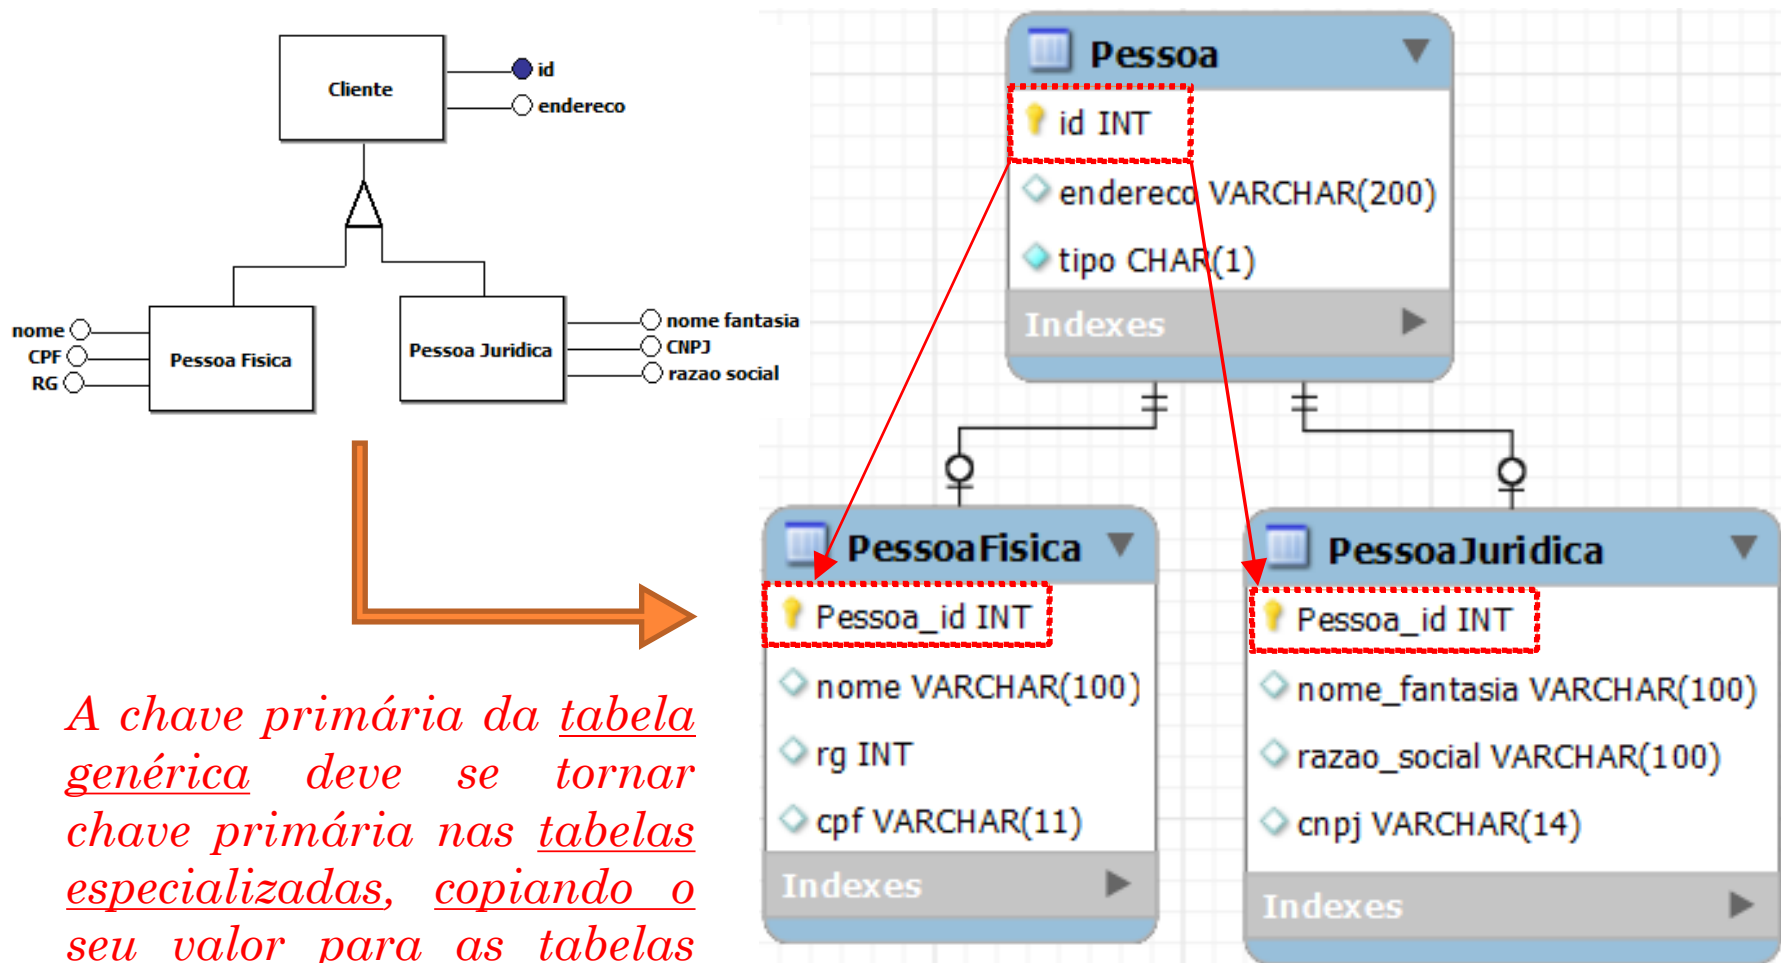 Cliente
id
endereco
nome
CPF
RG
Pessoa Fisica
Pessoa Juridica
nome fantasia
CNPJ
razao social
A chave primária da tabela
genérica deve se tornar
chave primária nas tabelas
especializadas, copiando o
seu valor para as tabelas
Pessoa
id INT
endereco VARCHAR(200)
tipo CHAR(1)
Indexes
PessoaFisica
Pessoa_id INT
nome VARCHAR(100)
rg INT
cpf VARCHAR(11)
Indexes
PessoaJuridica
Pessoa_id INT
nome_fantasia VARCHAR(100)
razao_social VARCHAR(100)
cnpj VARCHAR(14)
Indexes